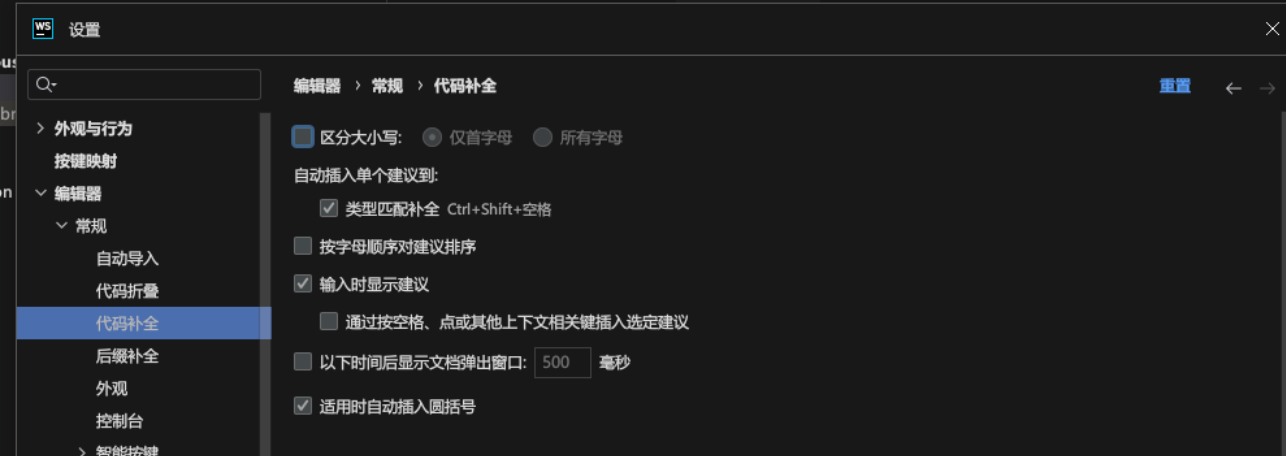 WS 设置
ous
编辑器 › 常规 › 代码补全 重置
br
外观与行为
按键映射
on
编辑器
常规
自动导入
代码折叠
代码补全
后缀补全
外观
控制台
智能按键
区分大小写: 仅首字母 所有字母
自动插入单个建议到:
类型匹配补全 Ctrl+Shift+空格
按字母顺序对建议排序
输入时显示建议
通过按空格、点或其他上下文相关键插入选定建议
以下时间后显示文档弹出窗口: 500 毫秒
适用时自动插入圆括号